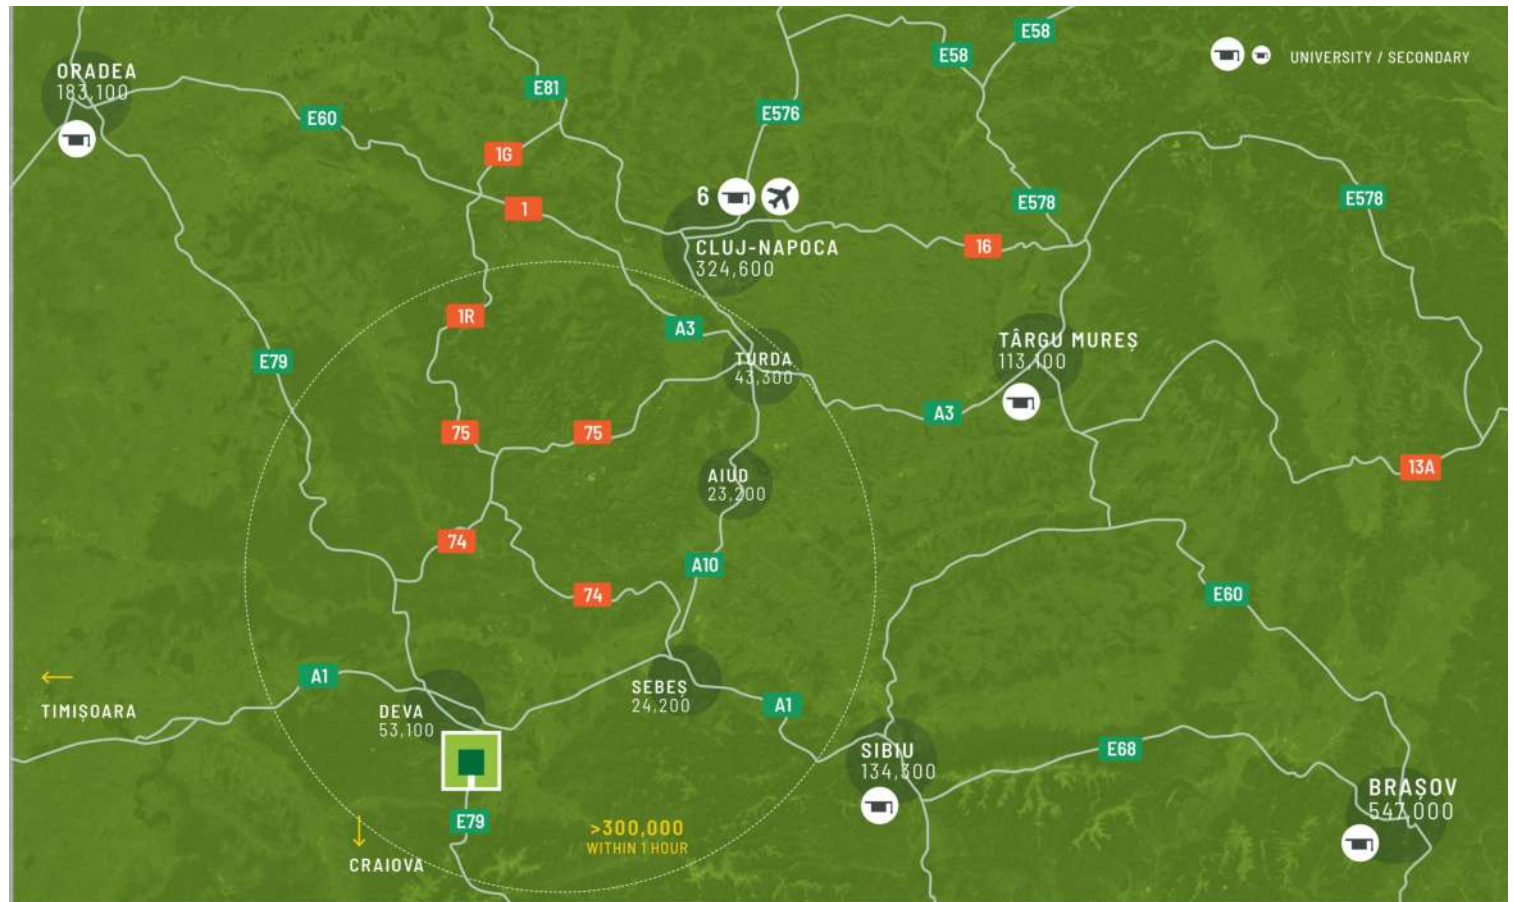 E58
E58
UNIVERSITY / SECONDARY
ORADEA
183,100
E81
E60
E576
1G
6
1
E578
E578
CLUJ-NAPOCA
324,600
16
1R
A3
TÂRGU MUREȘ
113,100
TURDA
43,300
E79
A3
75
75
13A
AIUD
23,200
74
A10
74
E60
A1
TIMIȘOARA
SEBEȘ
24,200
A1
DEVA
53,100
SIBIU
134,300
E68
BRAȘOV
547,000
E79
>300,000
WITHIN 1 HOUR
CRAIOVA